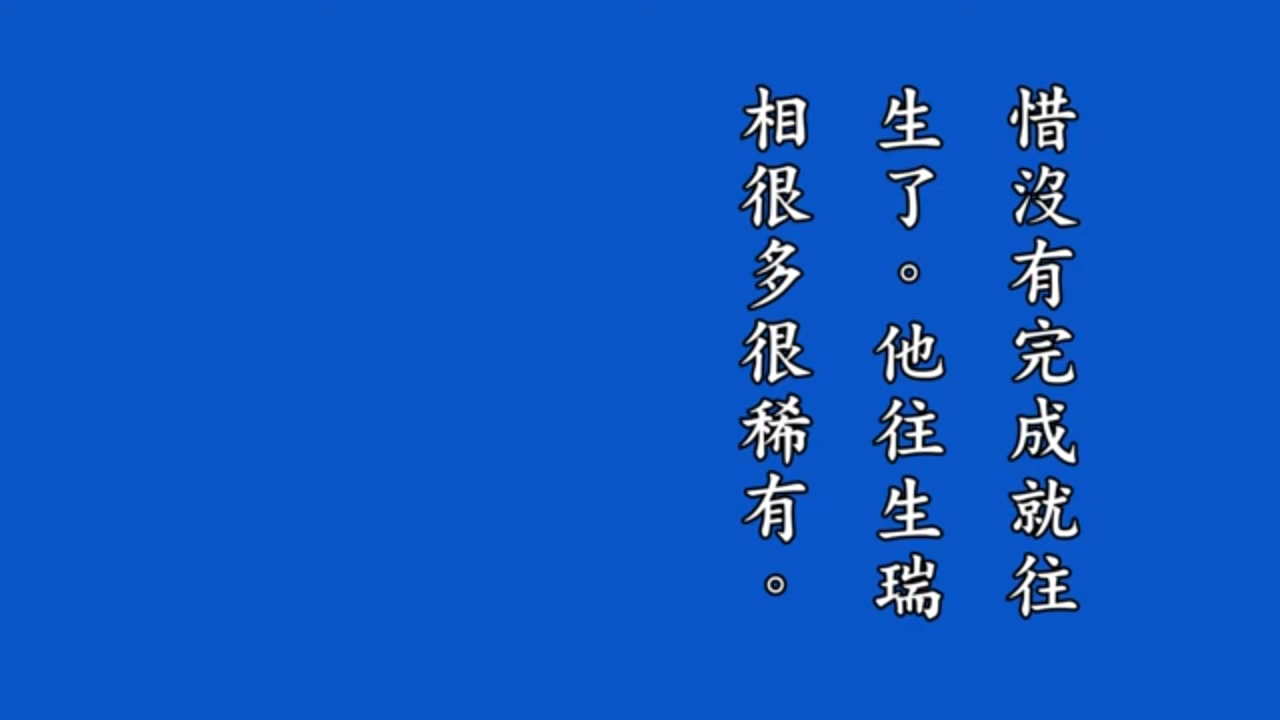 惜沒有完成就往
生了。他往生瑞
相很多很稀有。